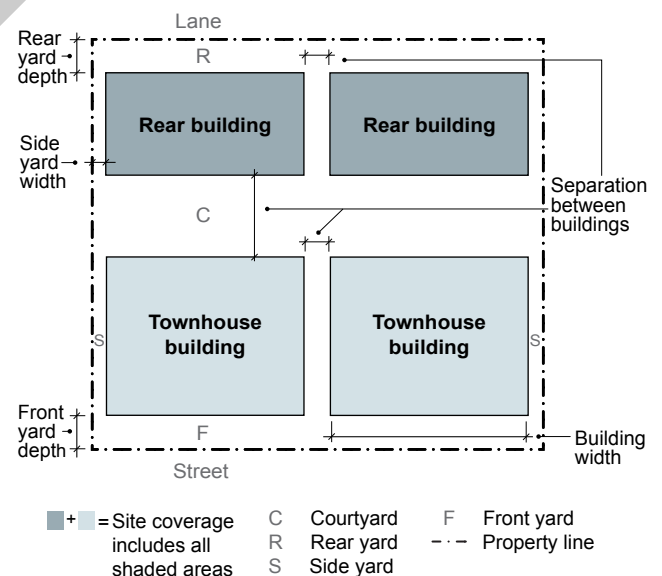 Lane
Rear
yard
depth
R
Rear building
Rear building
Side
yard
width
Separation
between
buildings
C
Townhouse
building
Townhouse
building
S
S
Front
yard
depth
F
Building
width
Street
+ = Site coverage
includes all
shaded areas
C Courtyard
R Rear yard
S Side yard
F Front yard
Property line